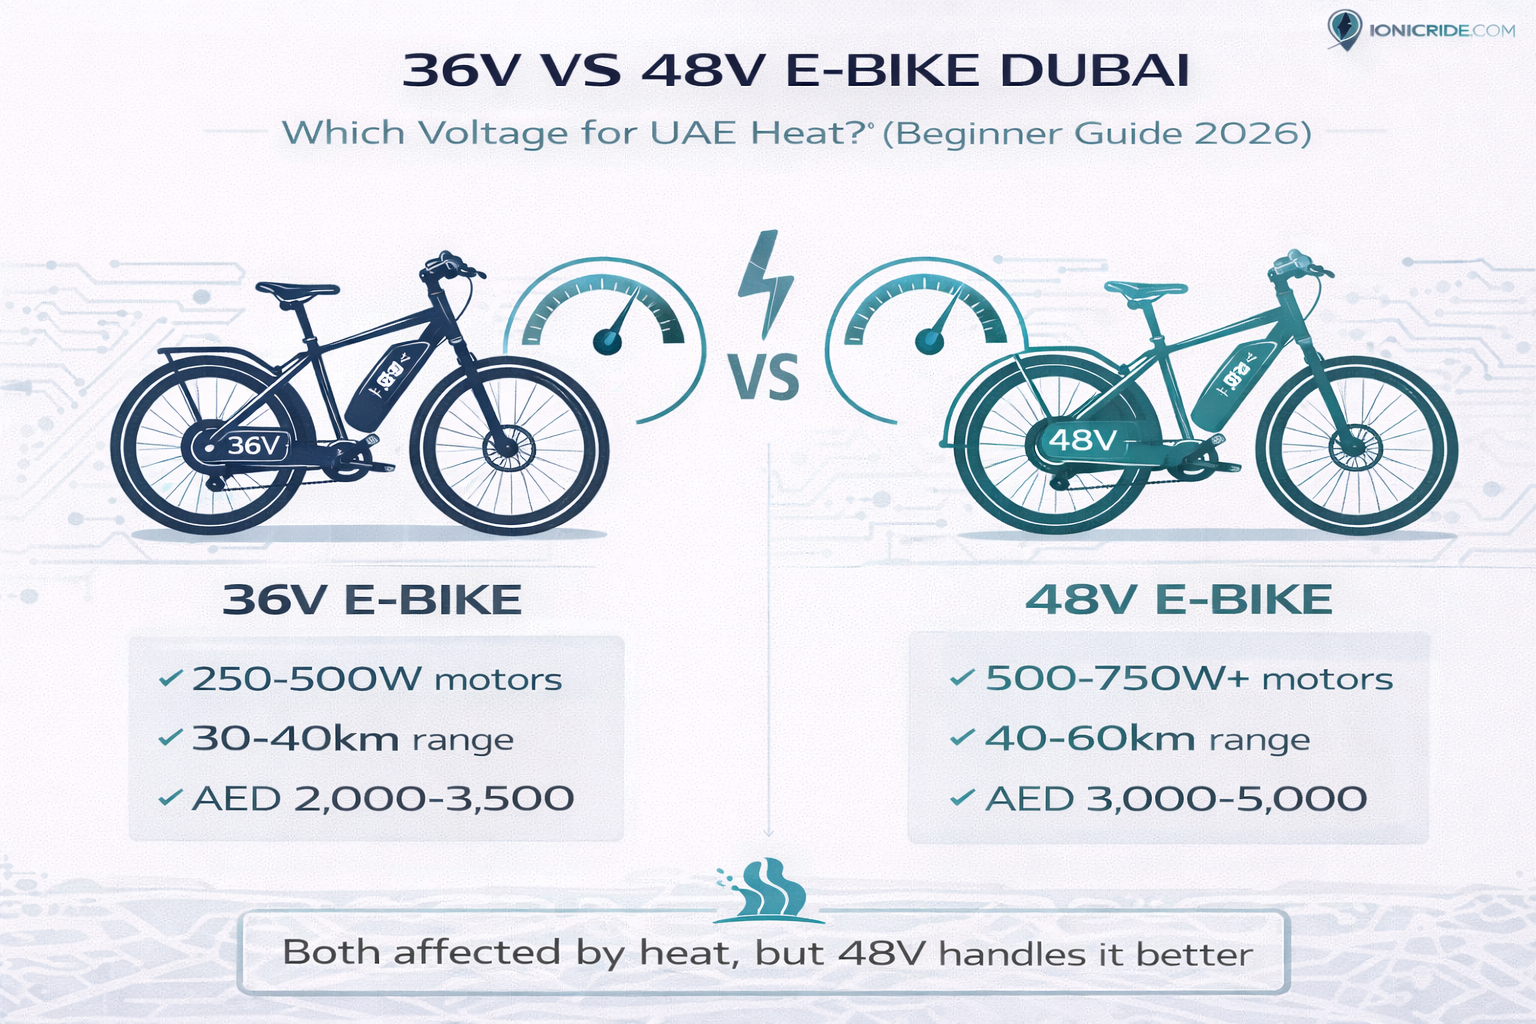 IONICRIDE.COM
36V VS 48V E-BIKE DUBAI
Which Voltage for UAE Heat?° (Beginner Guide 2026)
VS
36V
48V
36V E-BIKE
250-500W motors
30-40km range
AED 2,000-3,500
48V E-BIKE
500-750W+ motors
40-60km range
AED 3,000-5,000
Both affected by heat, but 48V handles it better